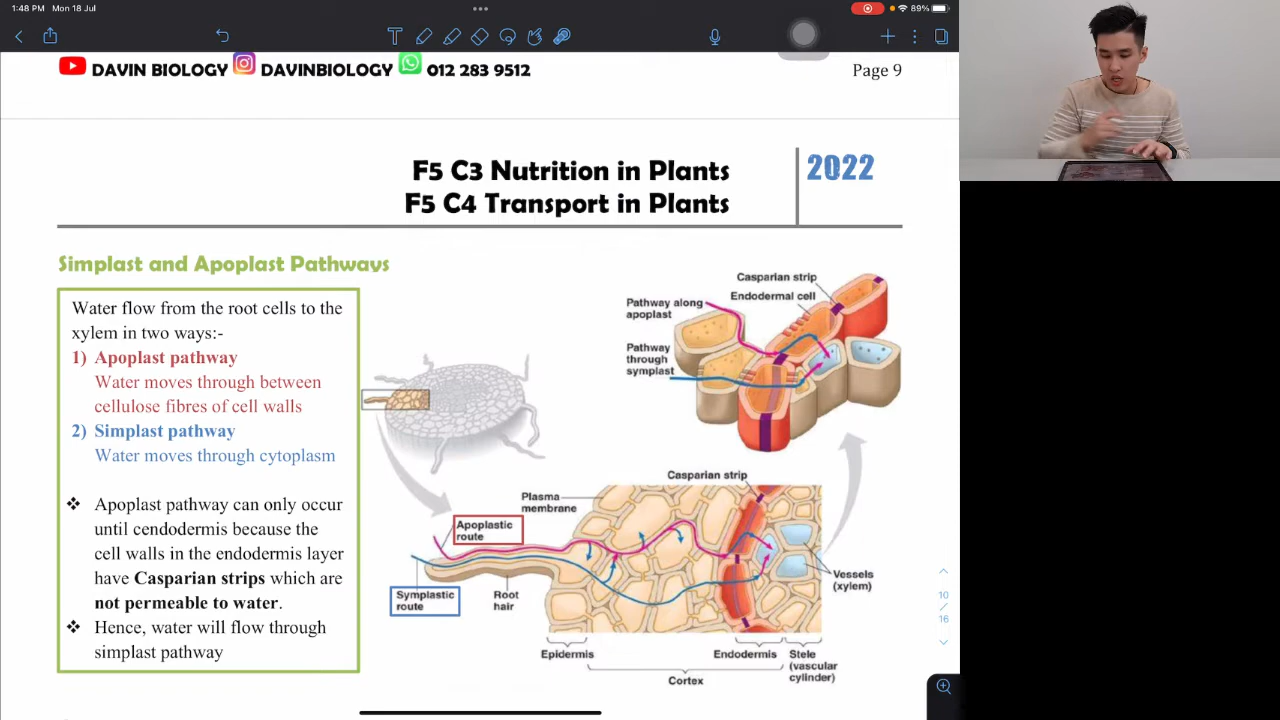 1:48 PM Mon 18 Jul
89%
DAVIN BIOLOGY DAVINBIOLOGY 012 283 9512
Page 9
F5 C3 Nutrition in Plants
F5 C4 Transport in Plants
2022
Simplast and Apoplast Pathways
Water flow from the root cells to the
xylem in two ways:-
1) Apoplast pathway
Water moves through between
cellulose fibres of cell walls
2) Simplast pathway
Water moves through cytoplasm
❖ Apoplast pathway can only occur
until cendodermis because the
cell walls in the endodermis layer
have Casparian strips which are
not permeable to water.
❖ Hence, water will flow through
simplast pathway
Casparian strip
Endodermal cell
Pathway along
apoplast
Pathway
through
symplast
Casparian strip
Plasma
membrane
Apoplastic
route
Symplastic
route
Root
hair
Vessels
(xylem)
Epidermis
Endodermis
Stele
(vascular
cylinder)
Cortex
10
/
16